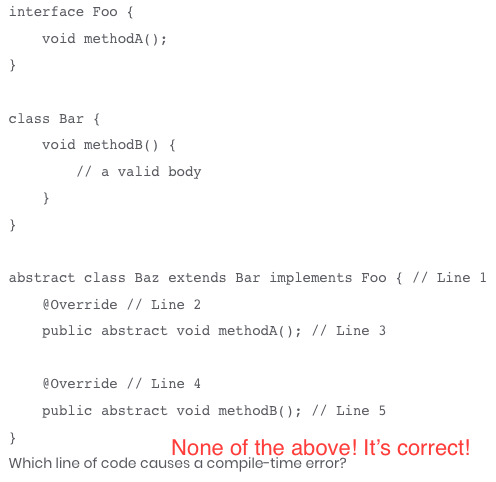 interface Foo {
    void methodA();
}
class Bar {
    void methodB() {
        // a valid body
    }
}
abstract class Baz extends Bar implements Foo { // Line 1
    @Override // Line 2
    public abstract void methodA(); // Line 3
    @Override // Line 4
    public abstract void methodB(); // Line 5
}
None of the above! It's correct!
Which line of code causes a compile-time error?